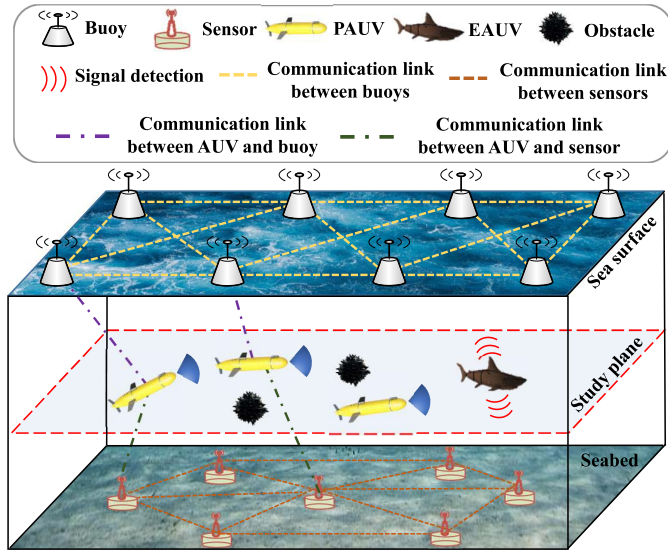 Buoy
Sensor
PAUV
EAUV
Obstacle
Signal detection
Communication link
between buoys
Communication link
between sensors
Communication link
between AUV and buoy
Communication link
between AUV and sensor
Sea surface
Study plane
Seabed